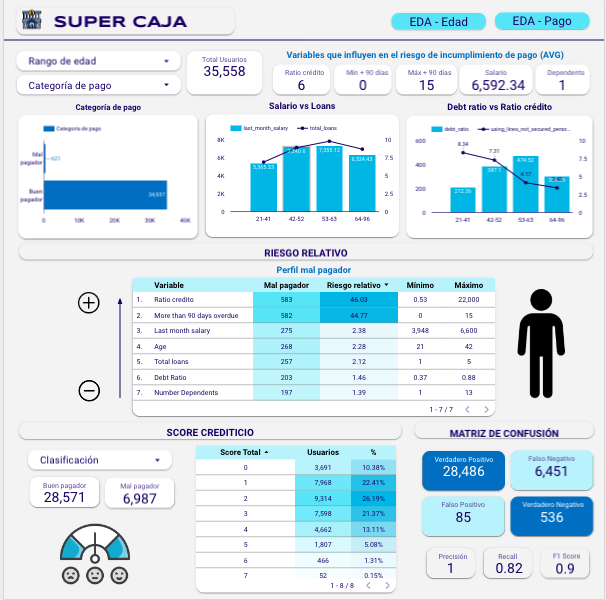 SUPER CAJA
EDA - Edad
EDA - Pago
Rango de edad
Categoría de pago
Total Usuarios
35,558
Variables que influyen en el riesgo de incumplimiento de pago (AVG)
Ratio crédito
6
Min + 90 días
0
Máx + 90 días
15
Salario
6,592.34
Dependents
1
Categoría de pago
Categoría de pago
Mal pagador
621
Buen pagador
34,937
0 10K 20K 30K 40K
Salario vs Loans
last_month_salary total_loans
8K 6K 4K 2K 0
10 7.5 5 2.5 0
7,355.12
6,324.43
21-41 42-52 53-63 64-96
Debt ratio vs Ratio crédito
debt_ratio using_lines_not_secured_perso...
600 400 200 0
10 7.5 5 2.5 0
8.34
7.31
4.17
272.36
387.1
474.52
21-41 42-52 53-63 64-96
RIESGO RELATIVO
Perfil mal pagador
Variable Mal pagador Riesgo relativo Mínimo Máximo
1. Ratio credito 583 46.03 0.53 22,000
2. More than 90 days overdue 582 44.77 0 15
3. Last month salary 275 2.38 3,948 6,600
4. Age 268 2.28 21 42
5. Total loans 257 2.12 1 5
6. Debt Ratio 203 1.46 0.37 0.88
7. Number Dependents 197 1.39 1 13
1 - 7 / 7
SCORE CREDITICIO
Clasificación
Buen pagador
28,571
Mal pagador
6,987
Score Total Usuarios %
0 3,691 10.38%
1 7,968 22.41%
2 9,314 26.19%
3 7,598 21.37%
4 4,662 13.11%
5 1,807 5.08%
6 466 1.31%
7 52 0.15%
1 - 8 / 8
MATRIZ DE CONFUSIÓN
Verdadero Positivo
28,486
Falso Negativo
6,451
Falso Positivo
85
Verdadero Negativo
536
Precisión
1
Recall
0.82
F1 Score
0.9